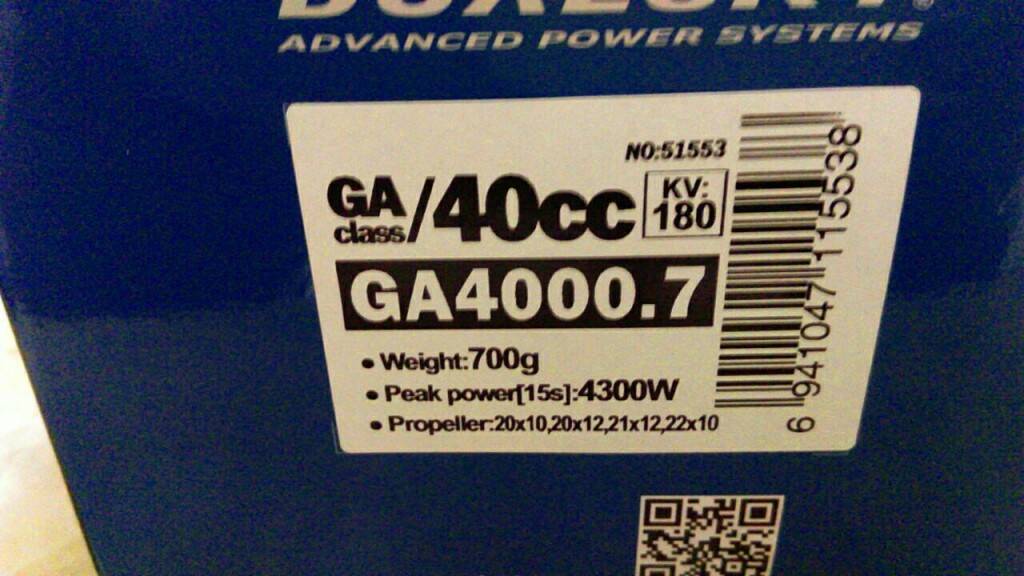 DUALSKY®
ADVANCED POWER SYSTEMS
NO:51553
GA class/40cc
KV: 180
GA4000.7
• Weight:700g
• Peak power[15s]:4300W
• Propeller:20x10,20x12,21x12,22x10
6 941047 115538